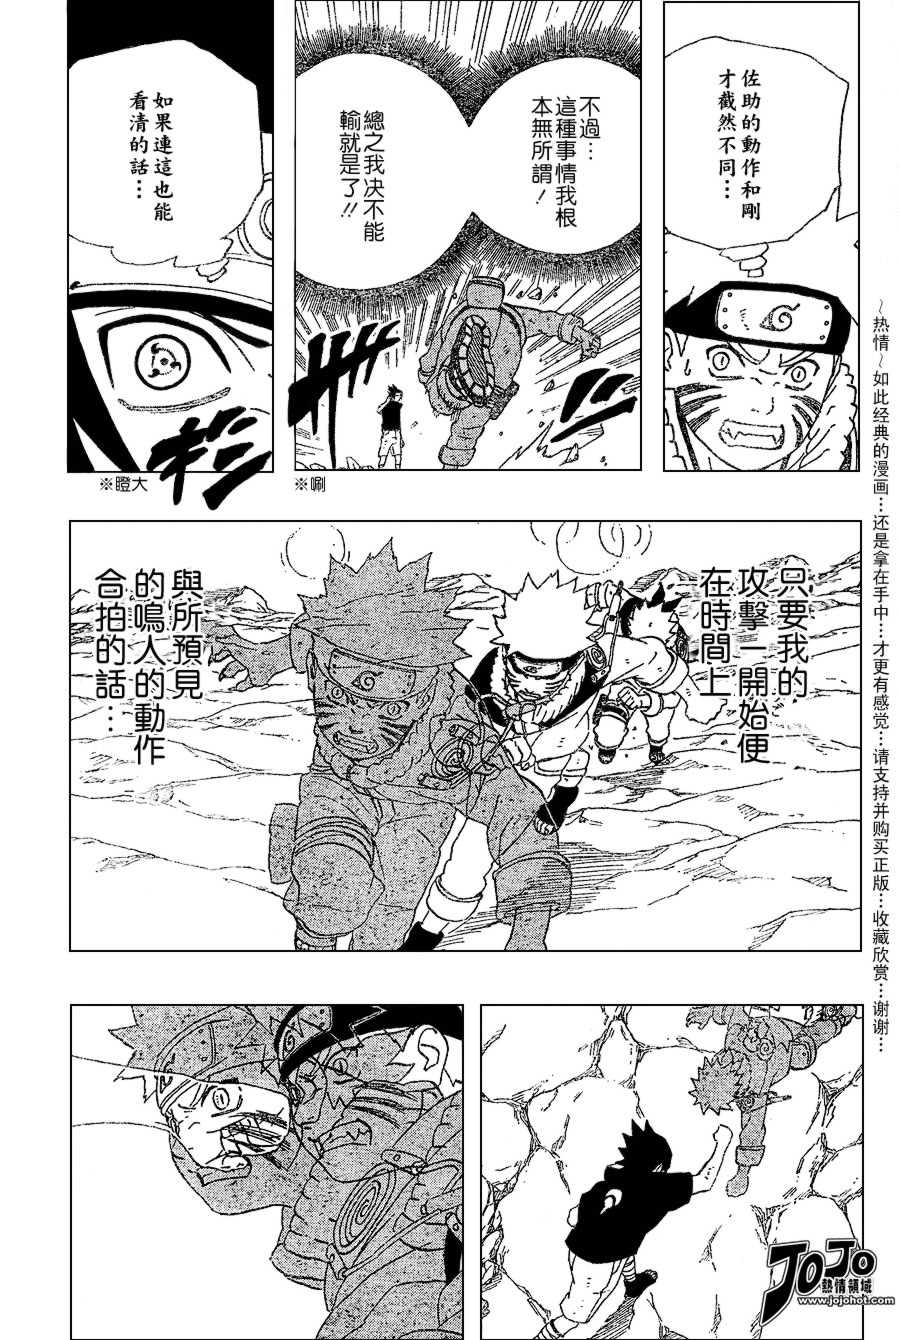 佐助的動作和剛
才截然不同…
不過…
這種事情我根
本無所謂！
總之我決不能
輸就是了!!
如果連這也能
看清的話…
※唰
※瞪大
只要我的
攻擊一開始便
在時間上
與所預見
的鳴人的動作
合拍的話…
～热情～如此经典的漫画…还是拿在手中…才更有感觉…请支持并购买正版…收藏欣赏…谢谢…
JOJO
熱情領域
www.jojohot.com